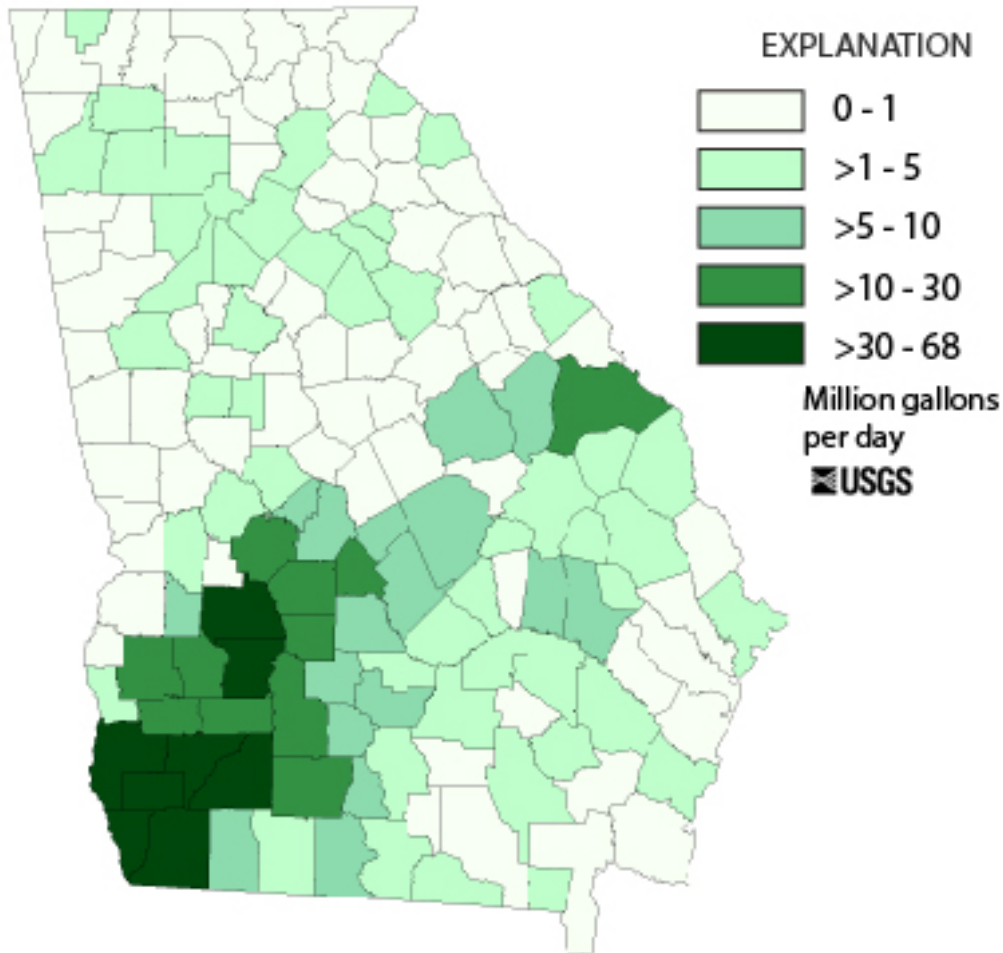 EXPLANATION
0 - 1
>1 - 5
>5 - 10
>10 - 30
>30 - 68
Million gallons
per day
USGS